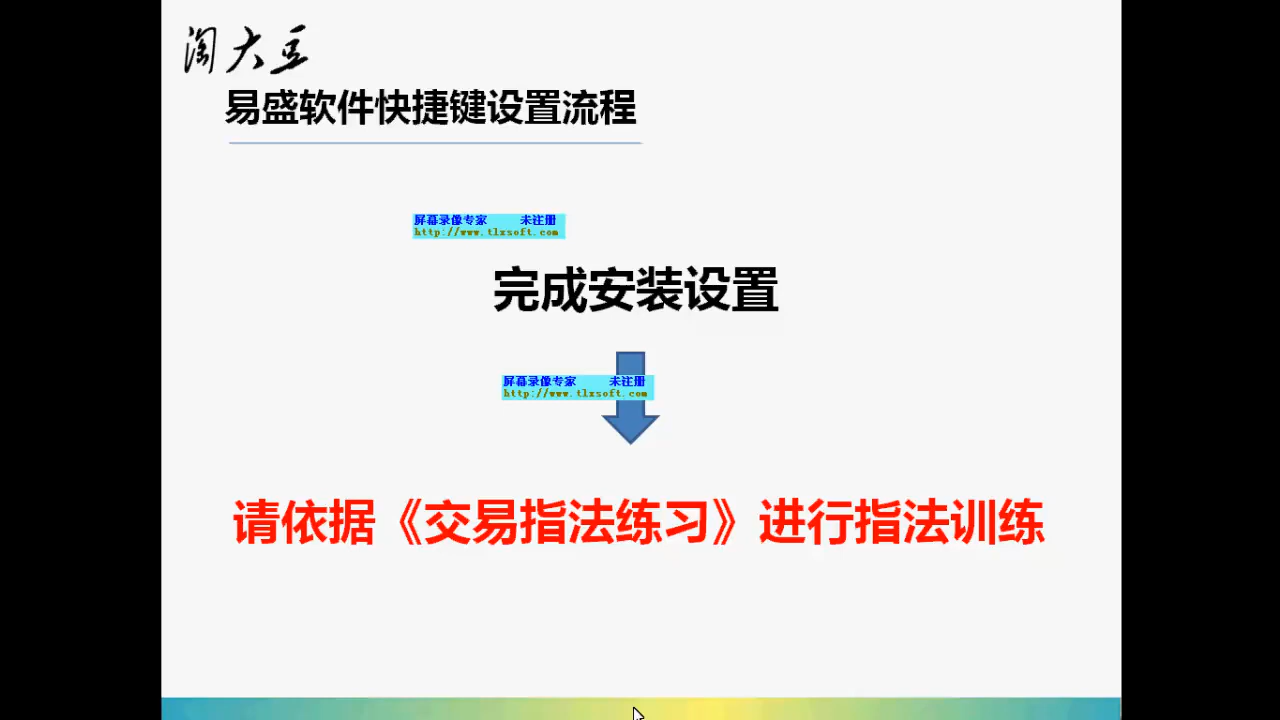 淘大豆
易盛软件快捷键设置流程
屏幕录像专家 未注册
http://www.tlxsoft.com
完成安装设置
屏幕录像专家 未注册
http://www.tlxsoft.com
请依据《交易指法练习》进行指法训练